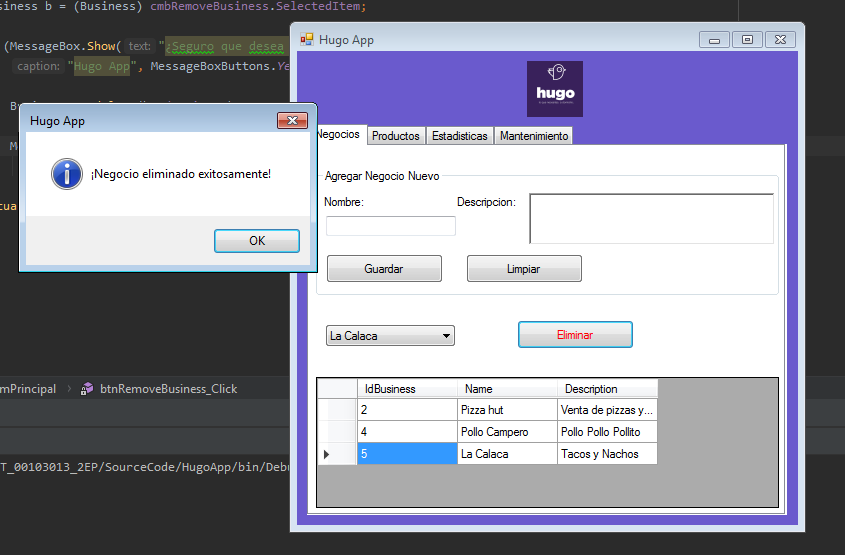 siness b = (Business) cmbRemoveBusiness.SelectedItem;
(MessageBox.Show( text: "¿Seguro que desea
caption: "Hugo App", MessageBoxButtons.Ye
Hugo App
¡Negocio eliminado exitosamente!
OK
tua
mPrincipal > btnRemoveBusiness_Click
T_00103013_2EP/SourceCode/HugoApp/bin/Debu
Hugo App
hugo
Negocios Productos Estadisticas Mantenimiento
Agregar Negocio Nuevo
Nombre: Descripcion:
Guardar Limpiar
La Calaca Eliminar
IdBusiness Name Description
2 Pizza hut Venta de pizzas y...
4 Pollo Campero Pollo Pollo Pollito
5 La Calaca Tacos y Nachos